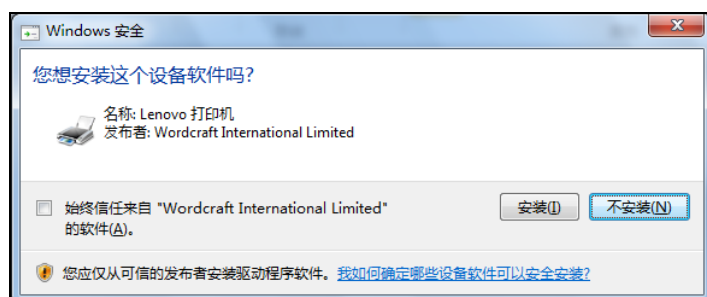 Windows 安全
您想安装这个设备软件吗?
名称: Lenovo 打印机
发布者: Wordcraft International Limited
始终信任来自 "Wordcraft International Limited"
的软件(A)。
安装(I)
不安装(N)
您应仅从可信的发布者安装驱动程序软件。我如何确定哪些设备软件可以安全安装?